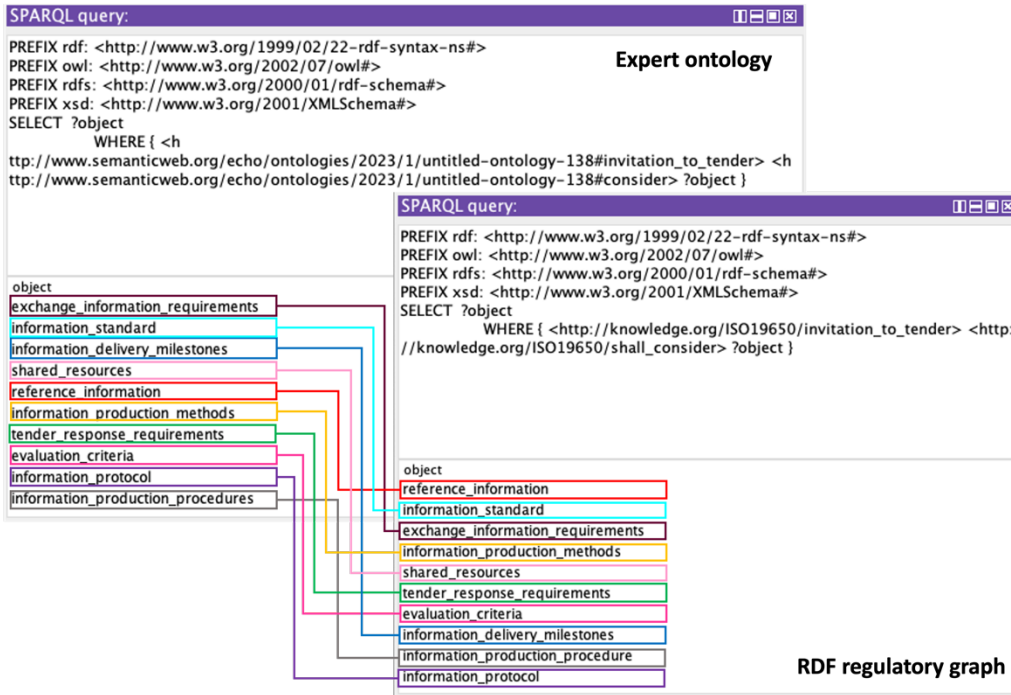 SPARQL query:
PREFIX rdf: <http://www.w3.org/1999/02/22-rdf-syntax-ns#>
PREFIX owl: <http://www.w3.org/2002/07/owl#>
PREFIX rdfs: <http://www.w3.org/2000/01/rdf-schema#>
PREFIX xsd: <http://www.w3.org/2001/XMLSchema#>
SELECT ?object
WHERE { <h
ttp://www.semanticweb.org/echo/ontologies/2023/1/untitled-ontology-138#invitation_to_tender> <h
ttp://www.semanticweb.org/echo/ontologies/2023/1/untitled-ontology-138#consider> ?object }
Expert ontology
object
exchange_information_requirements
information_standard
information_delivery_milestones
shared_resources
reference_information
information_production_methods
tender_response_requirements
evaluation_criteria
information_protocol
information_production_procedures
SPARQL query:
PREFIX rdf: <http://www.w3.org/1999/02/22-rdf-syntax-ns#>
PREFIX owl: <http://www.w3.org/2002/07/owl#>
PREFIX rdfs: <http://www.w3.org/2000/01/rdf-schema#>
PREFIX xsd: <http://www.w3.org/2001/XMLSchema#>
SELECT ?object
WHERE { <http://knowledge.org/ISO19650/invitation_to_tender> <http:
//knowledge.org/ISO19650/shall_consider> ?object }
object
reference_information
information_standard
exchange_information_requirements
information_production_methods
shared_resources
tender_response_requirements
evaluation_criteria
information_delivery_milestones
information_production_procedure
information_protocol
RDF regulatory graph